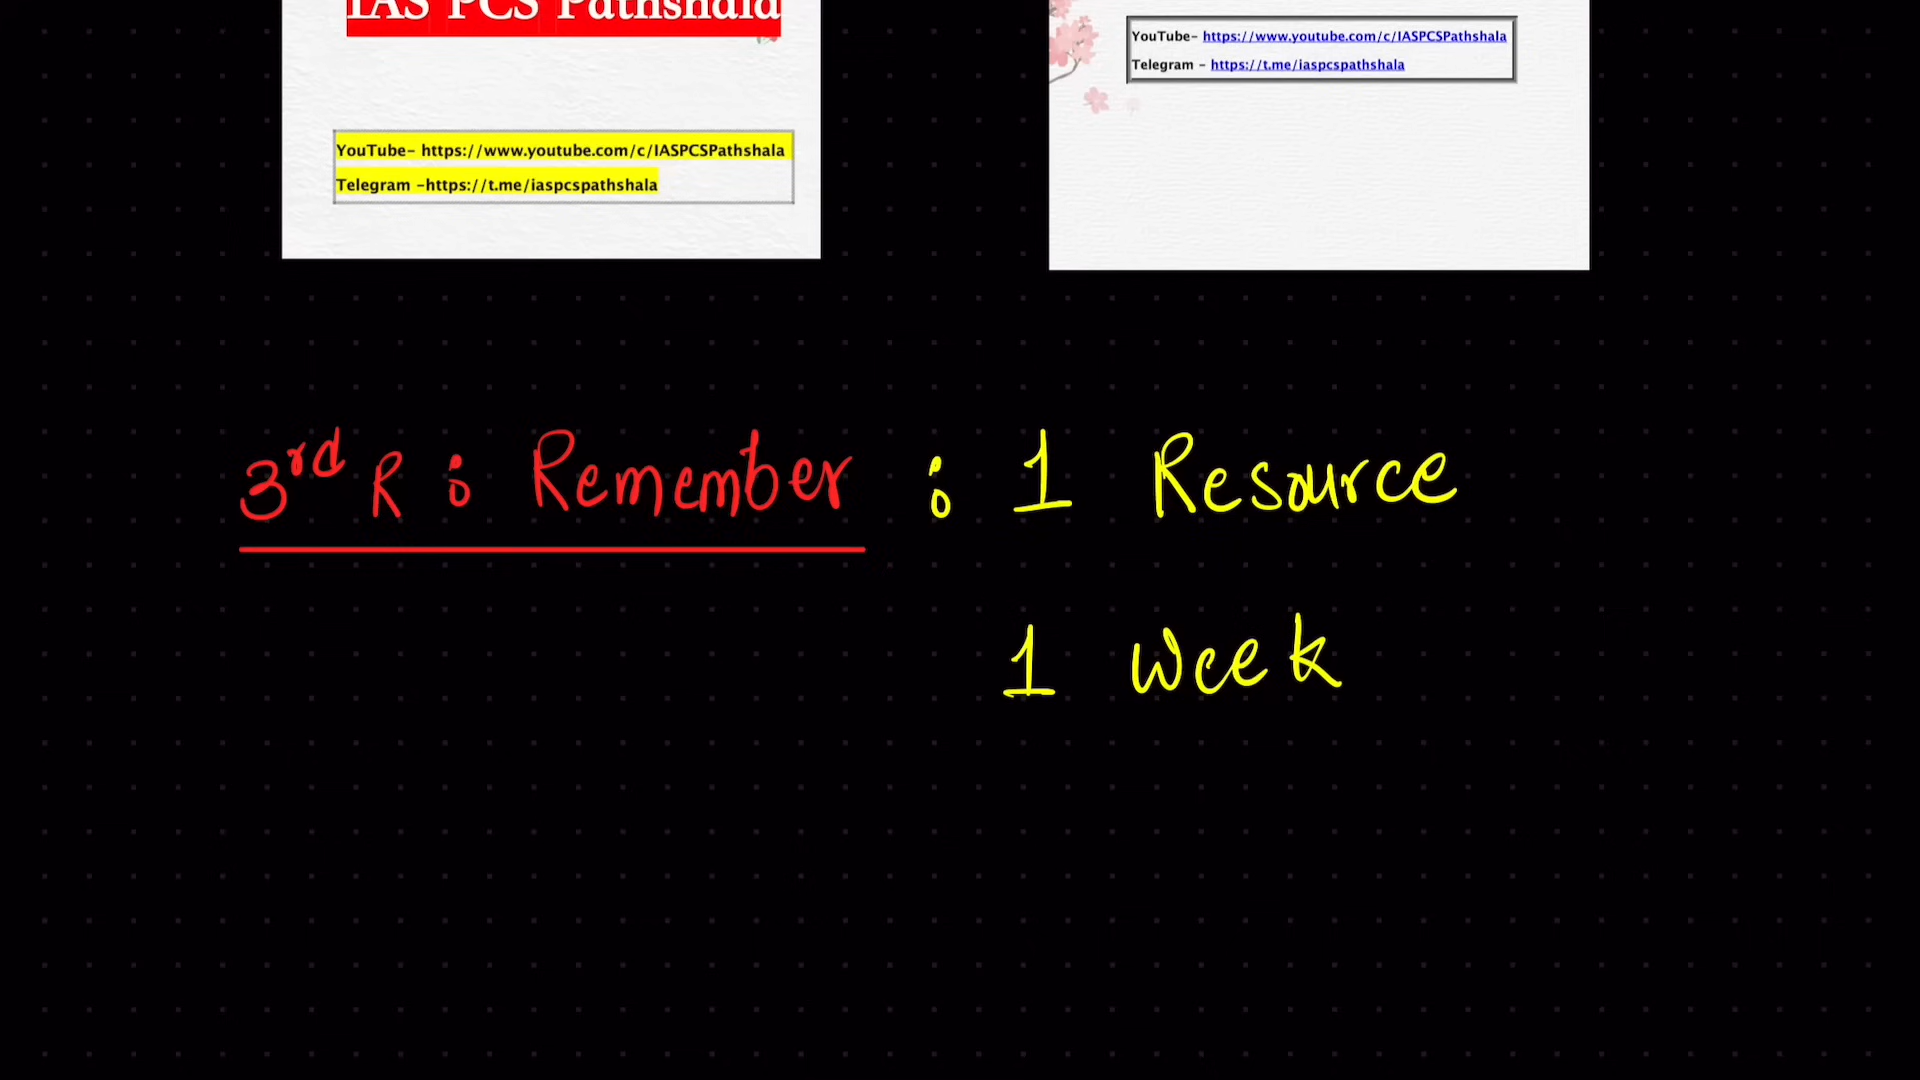 IAS PCS Pathshala
YouTube- https://www.youtube.com/c/IASPCSPathshala
Telegram -https://t.me/iaspcspathshala
YouTube- https://www.youtube.com/c/IASPCSPathshala
Telegram - https://t.me/iaspcspathshala
3rd R : Remember : 1 Resource
1 Week